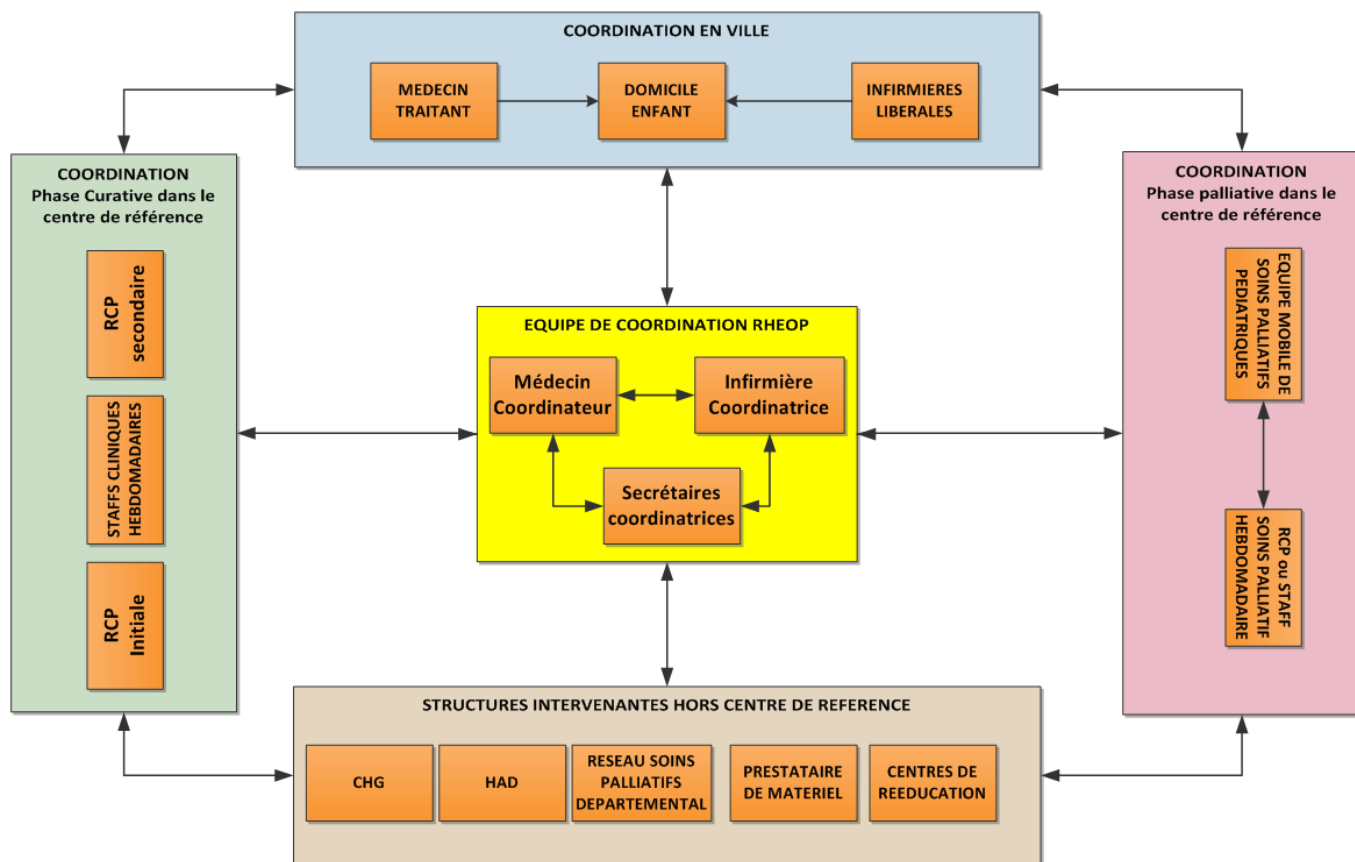 COORDINATION EN VILLE
MEDECIN
TRAITANT
DOMICILE
ENFANT
INFIRMIERES
LIBERALES
COORDINATION
Phase Curative dans le
centre de référence
RCP
secondaire
STAFFS CLINIQUES
HEBDOMADAIRES
RCP
Initiale
EQUIPE DE COORDINATION RHEOP
Médecin
Coordinateur
Infirmière
Coordinatrice
Secrétaires
coordinatrices
COORDINATION
Phase palliative dans le
centre de référence
EQUIPE MOBILE DE
SOINS PALLIATIFS
PEDIATRIQUES
RCP ou STAFF
SOINS PALLIATIF
HEBDOMADAIRE
STRUCTURES INTERVENANTES HORS CENTRE DE REFERENCE
CHG
HAD
RESEAU SOINS
PALLIATIFS
DEPARTEMENTAL
PRESTATAIRE
DE MATERIEL
CENTRES DE
REEDUCATION